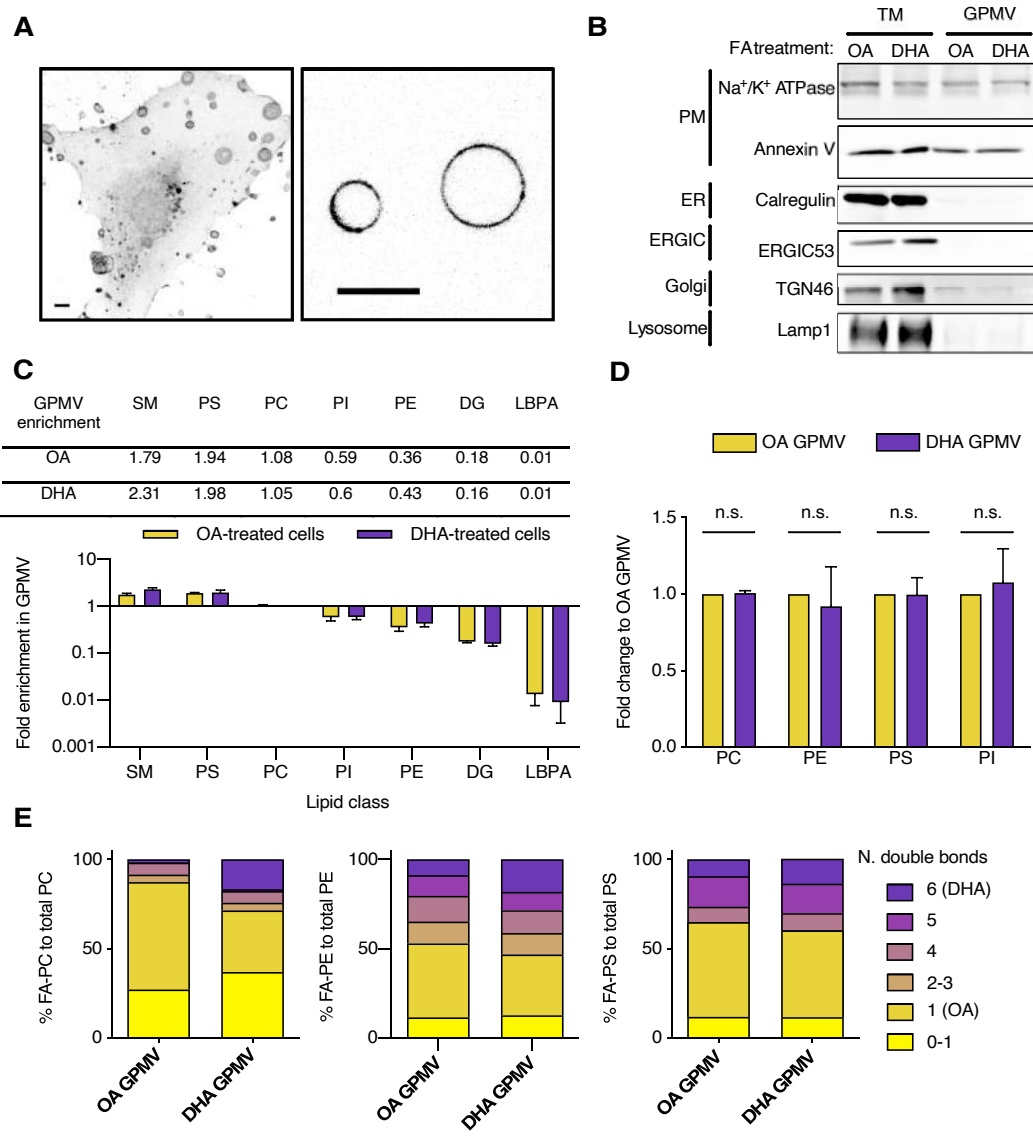 A
B
TM GPMV
FAtreatment: OA DHA OA DHA
Na+/K+ ATPase
PM
Annexin V
ER Calregulin
ERGIC ERGIC53
Golgi TGN46
Lysosome Lamp1
C
GPMV enrichment SM PS PC PI PE DG LBPA
OA 1.79 1.94 1.08 0.59 0.36 0.18 0.01
DHA 2.31 1.98 1.05 0.6 0.43 0.16 0.01
OA-treated cells DHA-treated cells
Fold enrichment in GPMV
10
1
0.1
0.01
0.001
SM PS PC PI PE DG LBPA
Lipid class
D
OA GPMV DHA GPMV
Fold change to OA GPMV
1.5
1.0
0.5
0.0
n.s. n.s. n.s. n.s.
PC PE PS PI
E
% FA-PC to total PC
100
50
0
OA GPMV DHA GPMV
% FA-PE to total PE
100
50
0
OA GPMV DHA GPMV
% FA-PS to total PS
100
50
0
OA GPMV DHA GPMV
N. double bonds
6 (DHA)
5
4
2-3
1 (OA)
0-1